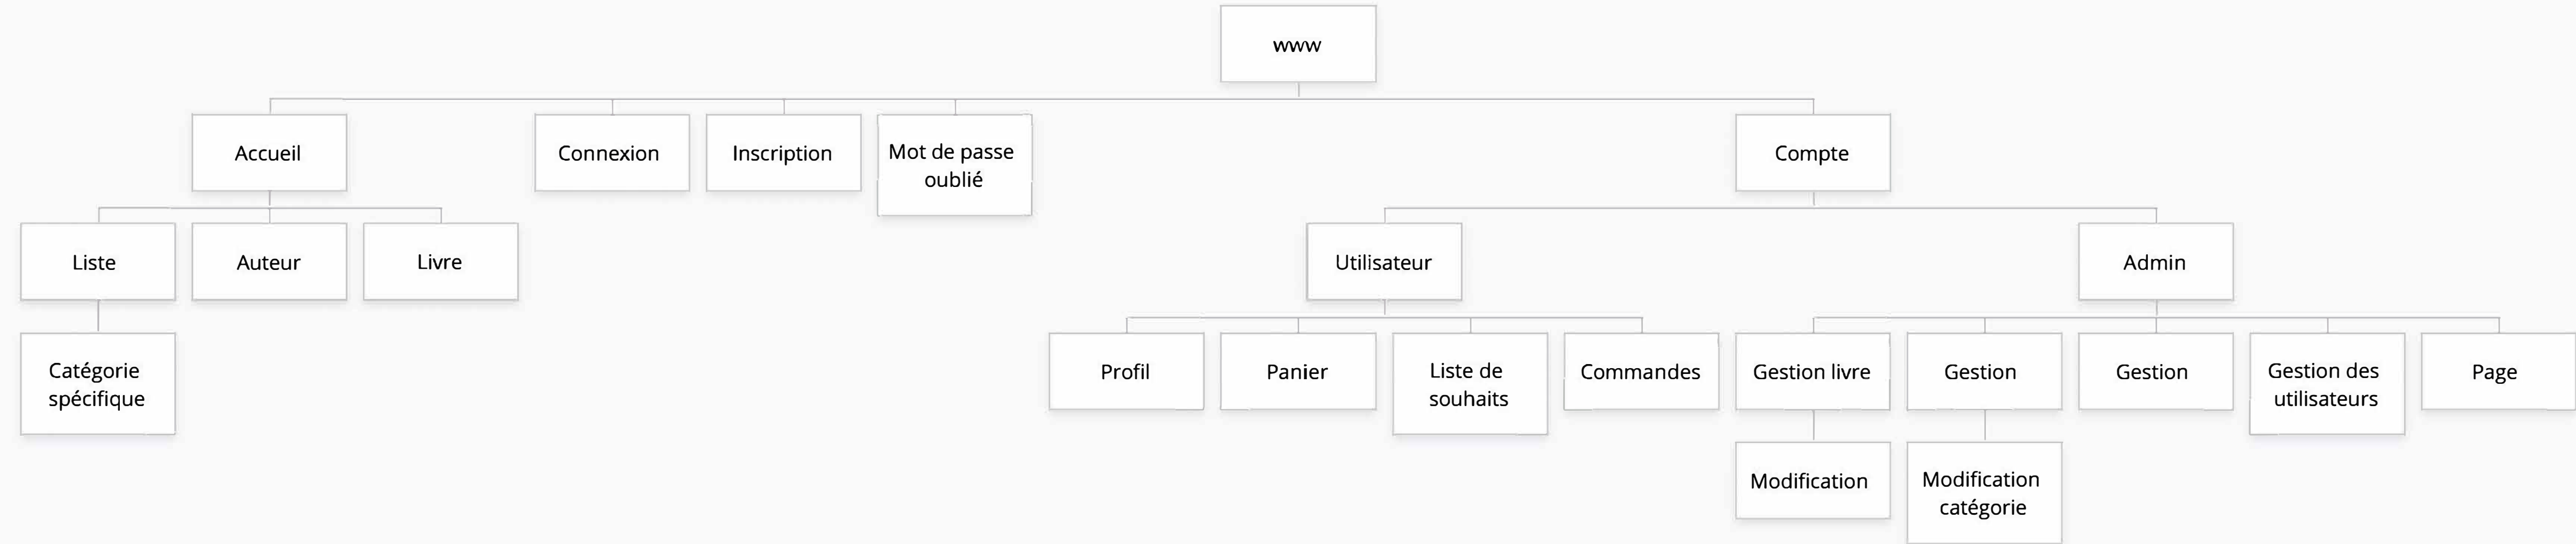 www
Accueil
Connexion
Inscription
Mot de passe
oublié
Compte
Liste
Auteur
Livre
Utilisateur
Admin
Catégorie
spécifique
Profil
Panier
Liste de
souhaits
Commandes
Gestion livre
Gestion
Gestion
Gestion des
utilisateurs
Page
Modification
Modification
catégorie